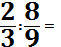 2/3 : 8/9 =